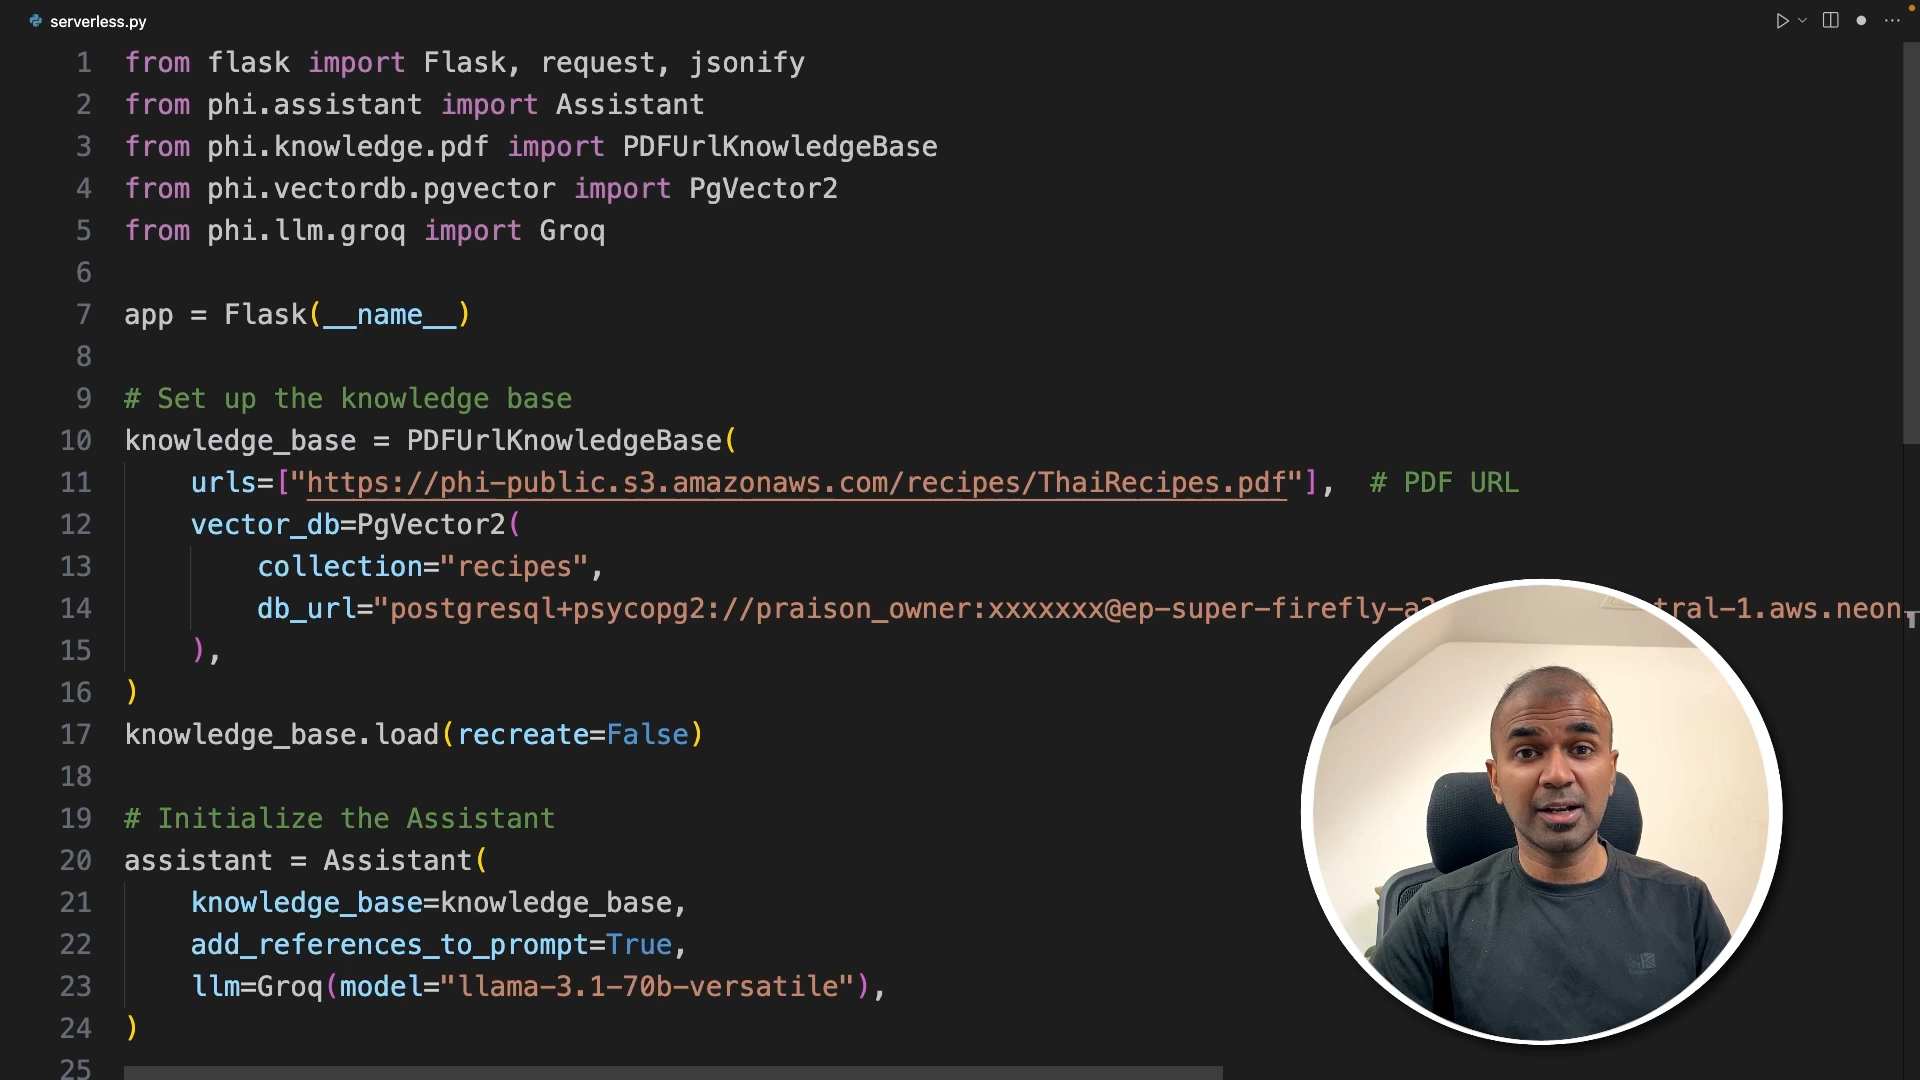 serverless.py
1 from flask import Flask, request, jsonify
2 from phi.assistant import Assistant
3 from phi.knowledge.pdf import PDFUrlKnowledgeBase
4 from phi.vectordb.pgvector import PgVector2
5 from phi.llm.groq import Groq
6
7 app = Flask(__name__)
8
9 # Set up the knowledge base
10 knowledge_base = PDFUrlKnowledgeBase(
11 urls=["https://phi-public.s3.amazonaws.com/recipes/ThaiRecipes.pdf"], # PDF URL
12 vector_db=PgVector2(
13 collection="recipes",
14 db_url="postgresql+psycopg2://praison_owner:xxxxxxx@ep-super-firefly-a tral-1.aws.neon.
15 ),
16 )
17 knowledge_base.load(recreate=False)
18
19 # Initialize the Assistant
20 assistant = Assistant(
21 knowledge_base=knowledge_base,
22 add_references_to_prompt=True,
23 llm=Groq(model="llama-3.1-70b-versatile"),
24 )
25